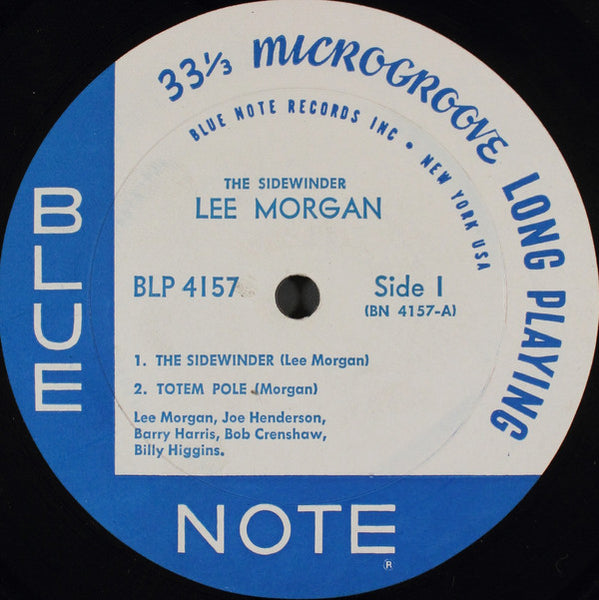 33⅓ MICROGROOVE LONG PLAYING
BLUE NOTE RECORDS INC • NEW YORK USA
THE SIDEWINDER
LEE MORGAN
BLP 4157
Side 1
(BN 4157-A)
1. THE SIDEWINDER (Lee Morgan)
2. TOTEM POLE (Morgan)
Lee Morgan, Joe Henderson,
Barry Harris, Bob Crenshaw,
Billy Higgins.
BLUE
NOTE
®